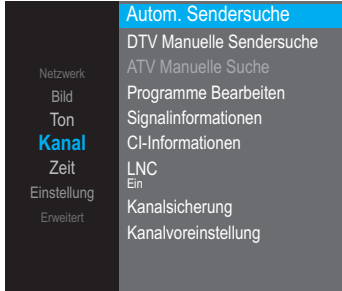 Netzwerk
Bild
Ton
Kanal
Zeit
Einstellung
Erweitert
Autom. Sendersuche
DTV Manuelle Sendersuche
ATV Manuelle Suche
Programme Bearbeiten
Signalinformationen
CI-Informationen
LNC
Ein
Kanalsicherung
Kanalvoreinstellung